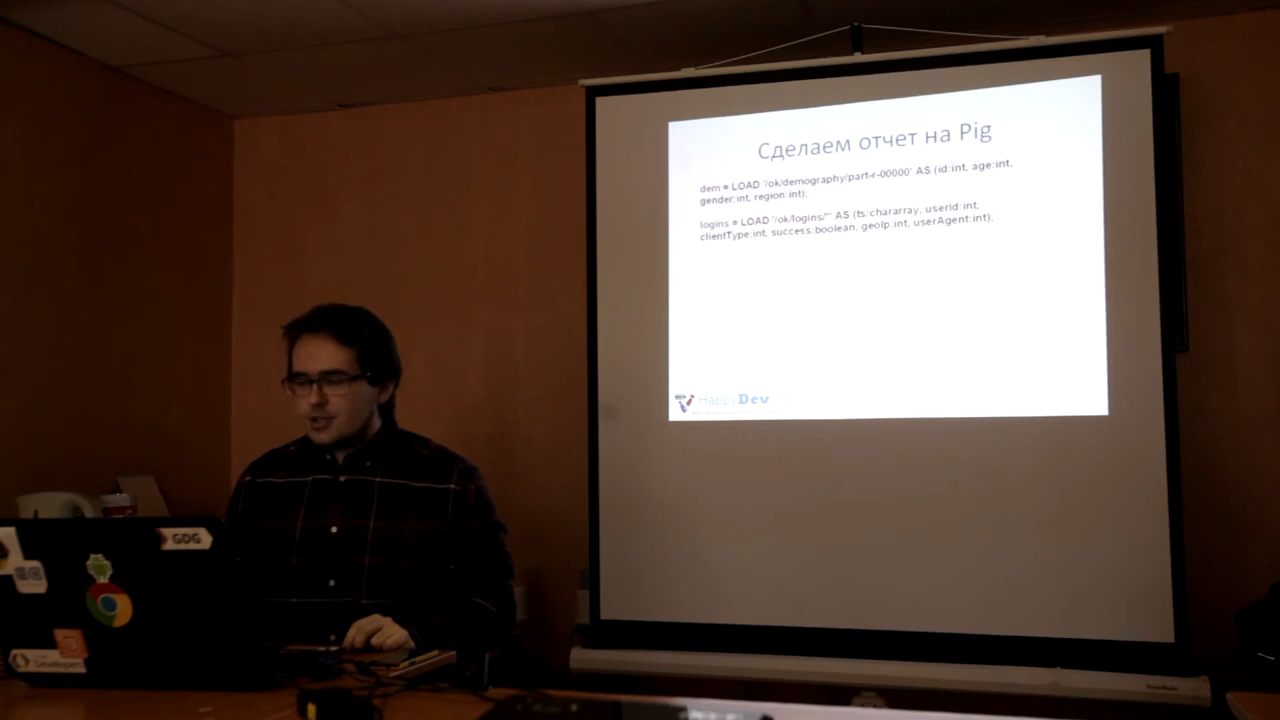 Сделаем отчет на Pig
dem = LOAD '/ok/demography/part-r-00000' AS (id:int, age:int,
gender:int, region:int);
logins = LOAD '/ok/logins/*' AS (ts:chararray, userid:int,
clientType:int, success:boolean, geoIp:int, userAgent:int);
HappyDev
GDG
Developers